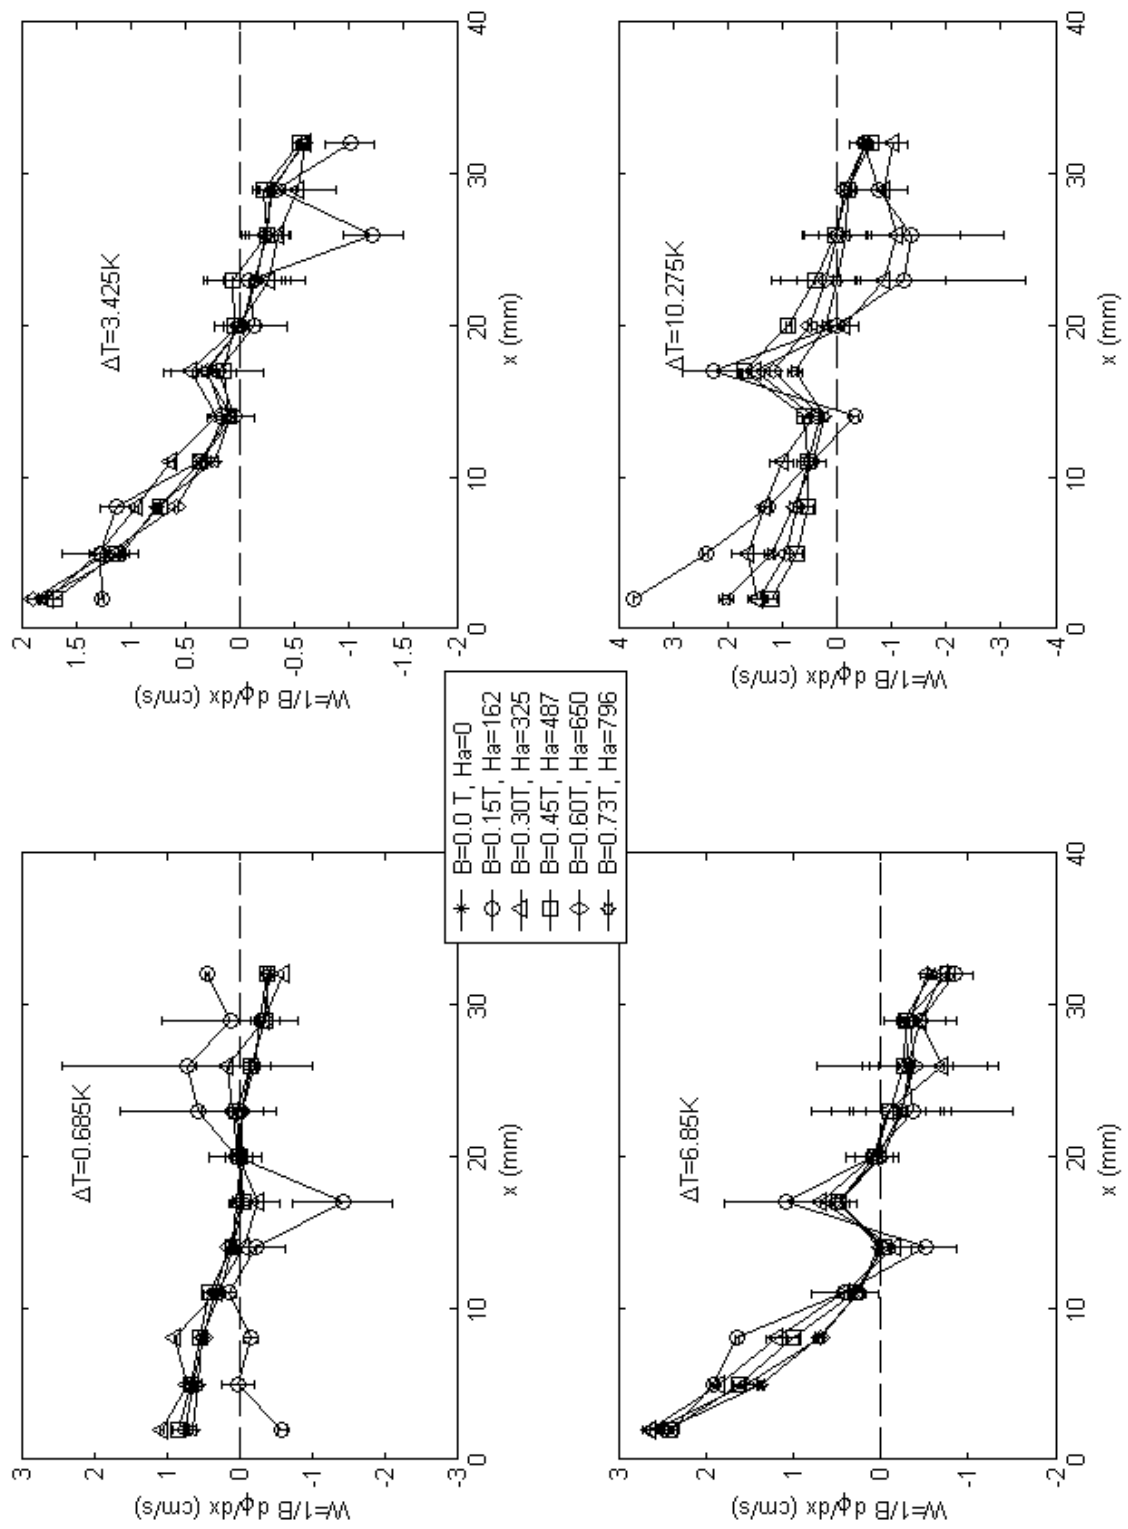 ΔT=0.685K
W=1/B dϕ/dx (cm/s)
3
2
1
0
-1
-2
-3
0
10
20
30
40
x (mm)
ΔT=3.425K
W=1/B dϕ/dx (cm/s)
2
1.5
1
0.5
0
-0.5
-1
-1.5
-2
0
10
20
30
40
x (mm)
B=0.0 T, Ha=0
B=0.15T, Ha=162
B=0.30T, Ha=325
B=0.45T, Ha=487
B=0.60T, Ha=650
B=0.73T, Ha=796
ΔT=6.85K
W=1/B dϕ/dx (cm/s)
3
2
1
0
-1
-2
0
10
20
30
40
x (mm)
ΔT=10.275K
W=1/B dϕ/dx (cm/s)
4
3
2
1
0
-1
-2
-3
-4
0
10
20
30
40
x (mm)